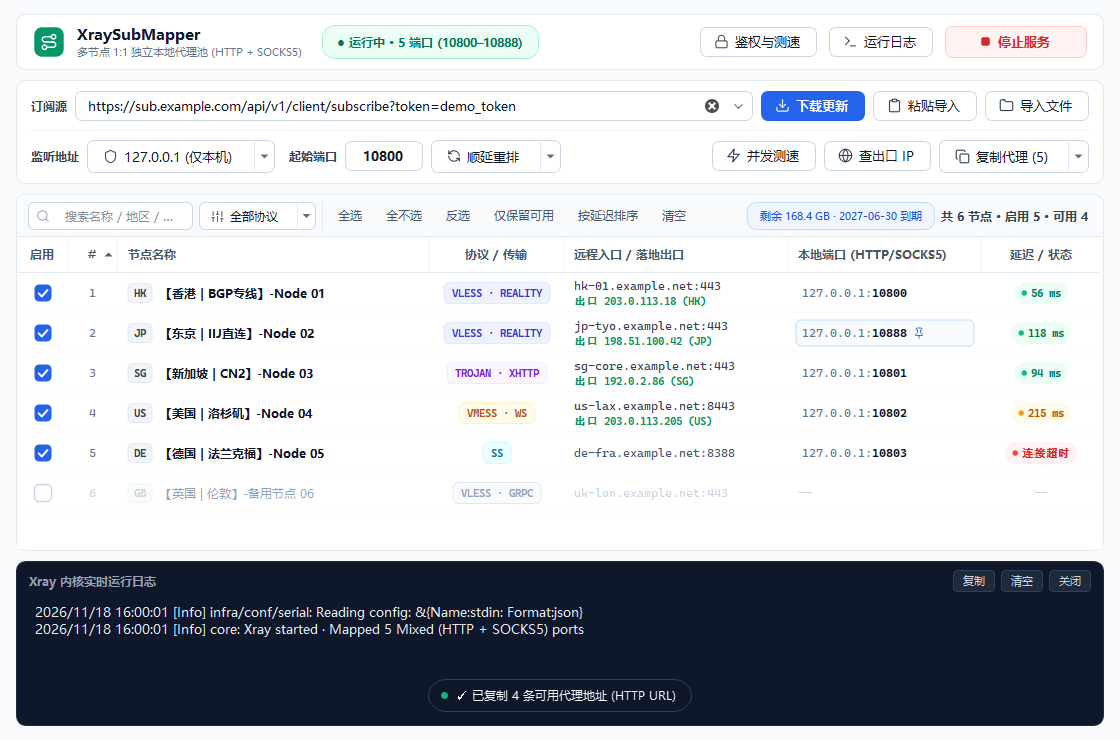 XraySubMapper
多节点 1:1 独立本地代理池 (HTTP + SOCKS5)
运行中 • 5 端口 (10800–10888)
鉴权与测速
运行日志
停止服务
订阅源
https://sub.example.com/api/v1/client/subscribe?token=demo_token
下载更新
粘贴导入
导入文件
监听地址
127.0.0.1 (仅本机)
起始端口
10800
顺延重排
并发测速
查出口 IP
复制代理 (5)
搜索名称 / 地区 / ...
全部协议
全选
全不选
反选
仅保留可用
按延迟排序
清空
剩余 168.4 GB · 2027-06-30 到期
共 6 节点 • 启用 5 • 可用 4
启用 # 节点名称 协议 / 传输 远程入口 / 落地出口 本地端口 (HTTP/SOCKS5) 延迟 / 状态
1 HK 【香港 | BGP专线】-Node 01 VLESS · REALITY hk-01.example.net:443 127.0.0.1:10800 56 ms
出口 203.0.113.18 (HK)
2 JP 【东京 | IIJ直连】-Node 02 VLESS · REALITY jp-tyo.example.net:443 127.0.0.1:10888 118 ms
出口 198.51.100.42 (JP)
3 SG 【新加坡 | CN2】-Node 03 TROJAN · XHTTP sg-core.example.net:443 127.0.0.1:10801 94 ms
出口 192.0.2.86 (SG)
4 US 【美国 | 洛杉矶】-Node 04 VMESS · WS us-lax.example.net:8443 127.0.0.1:10802 215 ms
出口 203.0.113.205 (US)
5 DE 【德国 | 法兰克福】-Node 05 SS de-fra.example.net:8388 127.0.0.1:10803 连接超时
6 GB 【英国 | 伦敦】-备用节点 06 VLESS · GRPC uk-lon.example.net:443 —— ——
Xray 内核实时运行日志
复制
清空
关闭
2026/11/18 16:00:01 [Info] infra/conf/serial: Reading config: &{Name:stdin: Format:json}
2026/11/18 16:00:01 [Info] core: Xray started · Mapped 5 Mixed (HTTP + SOCKS5) ports
✓ 已复制 4 条可用代理地址 (HTTP URL)